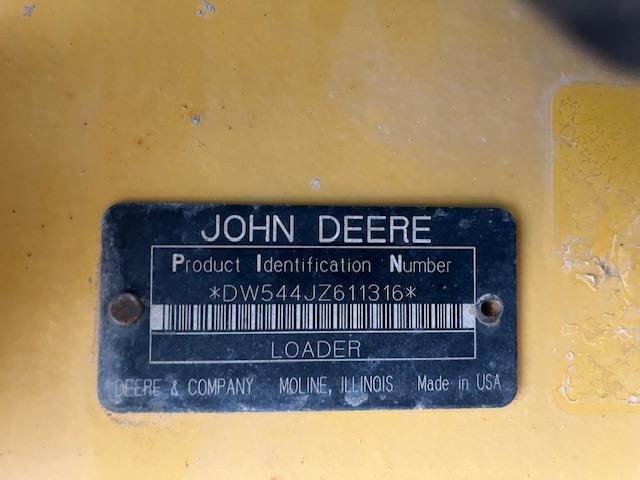 JOHN DEERE
Product Identification Number
*DW544JZ611316*
LOADER
DEERE & COMPANY MOLINE, ILLINOIS Made in USA